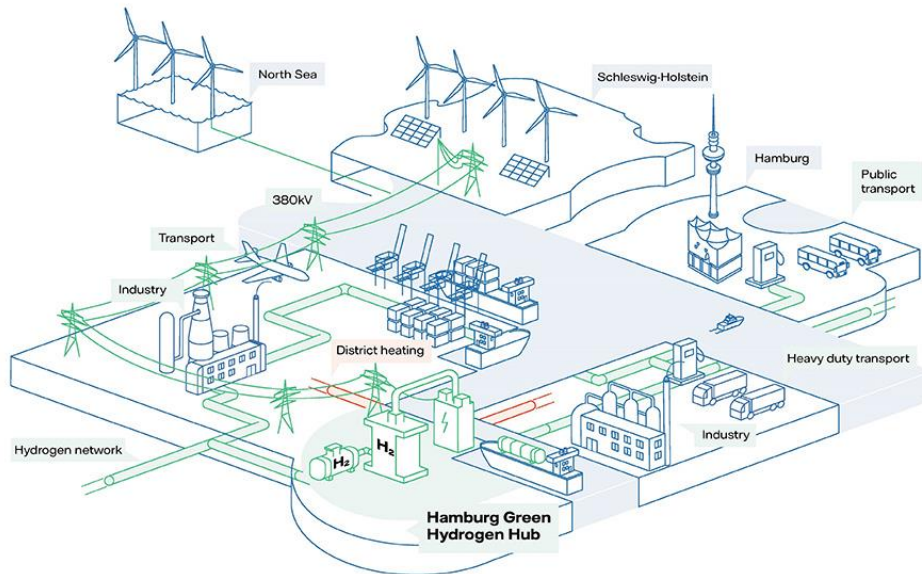 North Sea
Schleswig-Holstein
Hamburg
Public
transport
380kV
Transport
Industry
District heating
Heavy duty transport
Industry
Hydrogen network
H₂
H₂
Hamburg Green
Hydrogen Hub